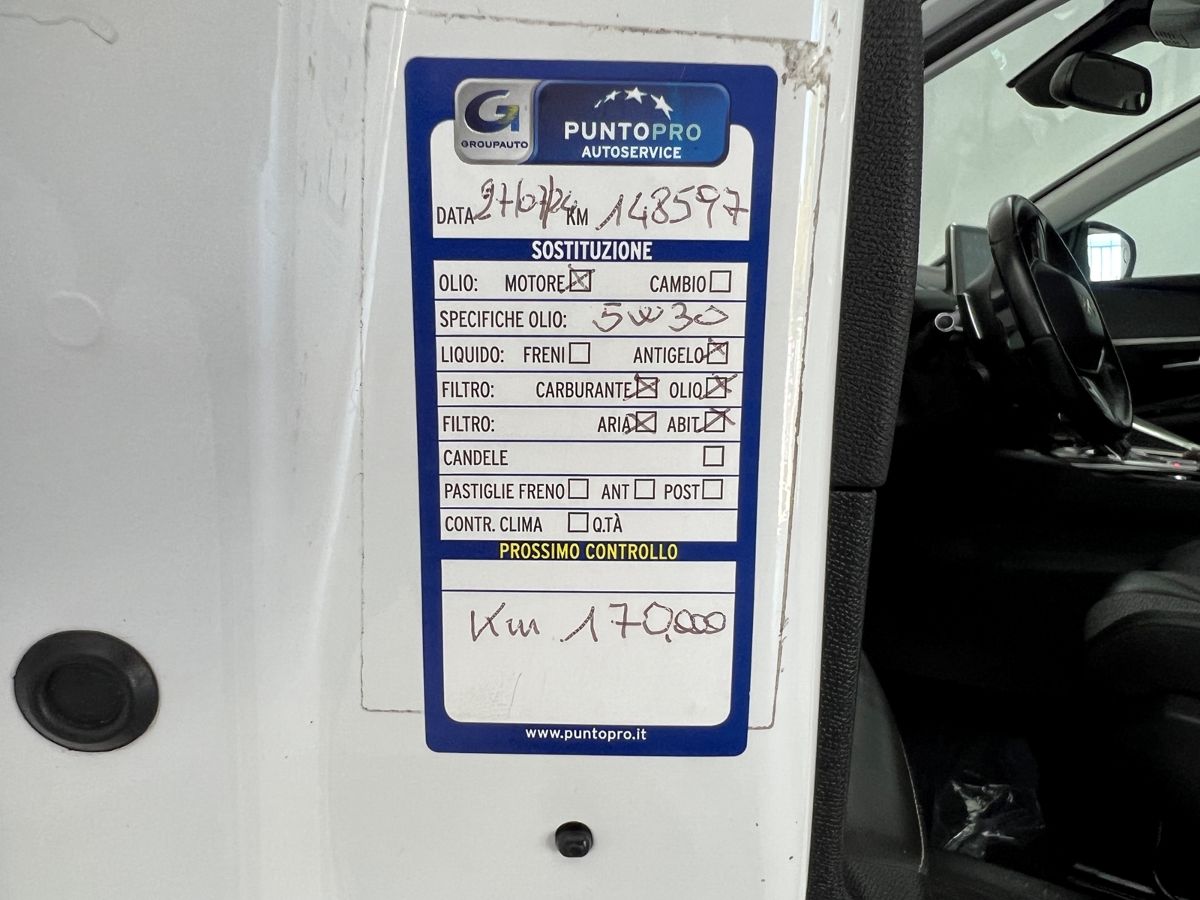 GROUPAUTO
PUNTOPRO
AUTOSERVICE
DATA 27/07/24 KM 148597
SOSTITUZIONE
OLIO: MOTORE CAMBIO
SPECIFICHE OLIO: 5W30
LIQUIDO: FRENI ANTIGELO
FILTRO: CARBURANTE OLIO
FILTRO: ARIA ABIT.
CANDELE
PASTIGLIE FRENO ANT POST
CONTR. CLIMA Q.TÀ
PROSSIMO CONTROLLO
Km 170,000
www.puntopro.it